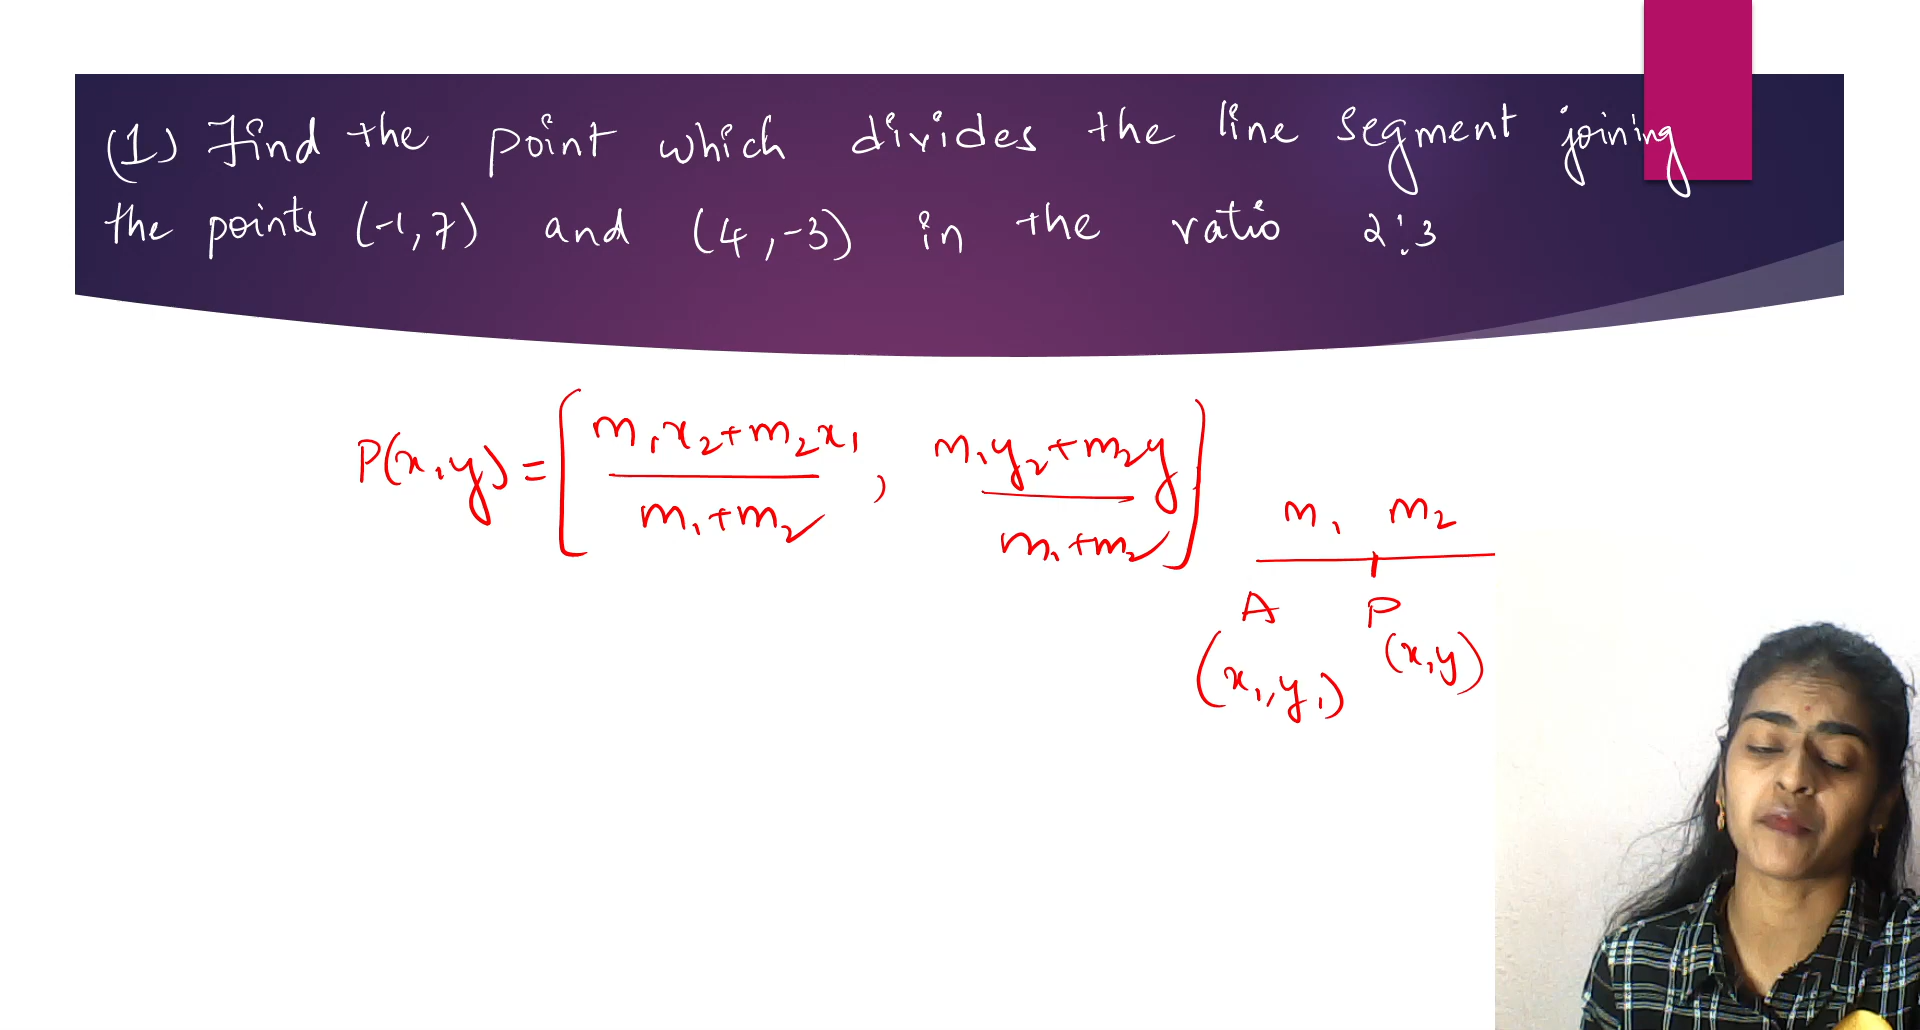 (1) Find the point which divides the line segment joining
the points (-1,7) and (4,-3) in the ratio 2:3
P(x,y) = [ m₁x₂+m₂x₁ / m₁+m₂ , m₁y₂+m₂y / m₁+m₂ ]
m₁ m₂
A P
(x₁,y₁) (x,y)